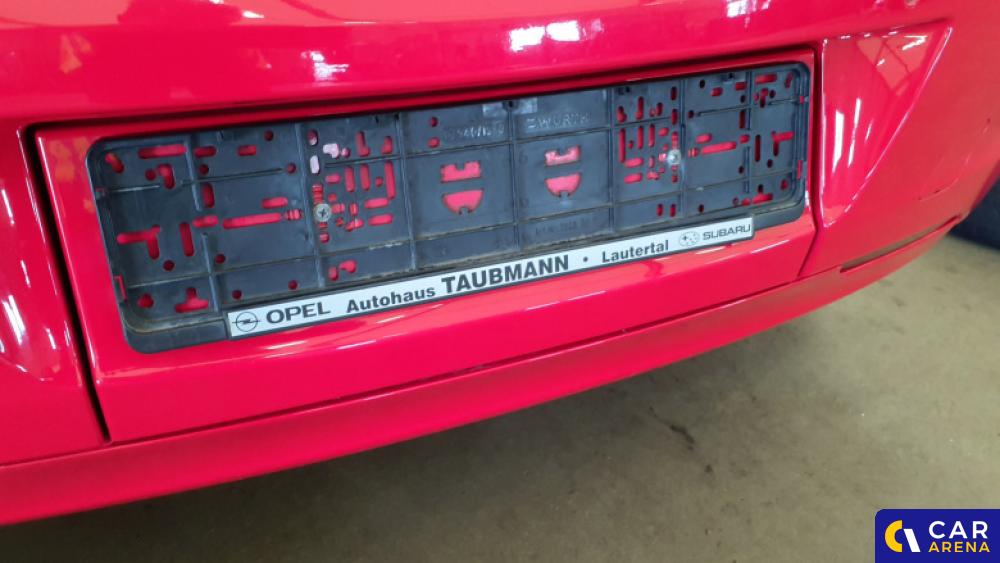 WÜRTH
OPEL Autohaus TAUBMANN · Lautertal SUBARU
CAR
ARENA